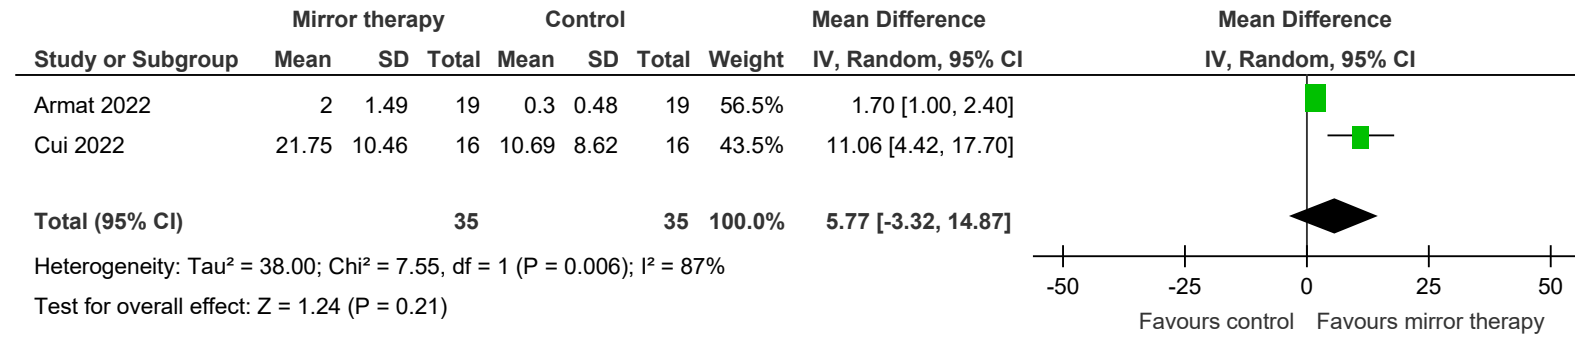 Mirror therapy Control Mean Difference Mean Difference
Study or Subgroup Mean SD Total Mean SD Total Weight IV, Random, 95% CI IV, Random, 95% CI
Armat 2022 2 1.49 19 0.3 0.48 19 56.5% 1.70 [1.00, 2.40]
Cui 2022 21.75 10.46 16 10.69 8.62 16 43.5% 11.06 [4.42, 17.70]
Total (95% CI) 35 35 100.0% 5.77 [-3.32, 14.87]
Heterogeneity: Tau² = 38.00; Chi² = 7.55, df = 1 (P = 0.006); I² = 87%
Test for overall effect: Z = 1.24 (P = 0.21)
-50 -25 0 25 50
Favours control Favours mirror therapy